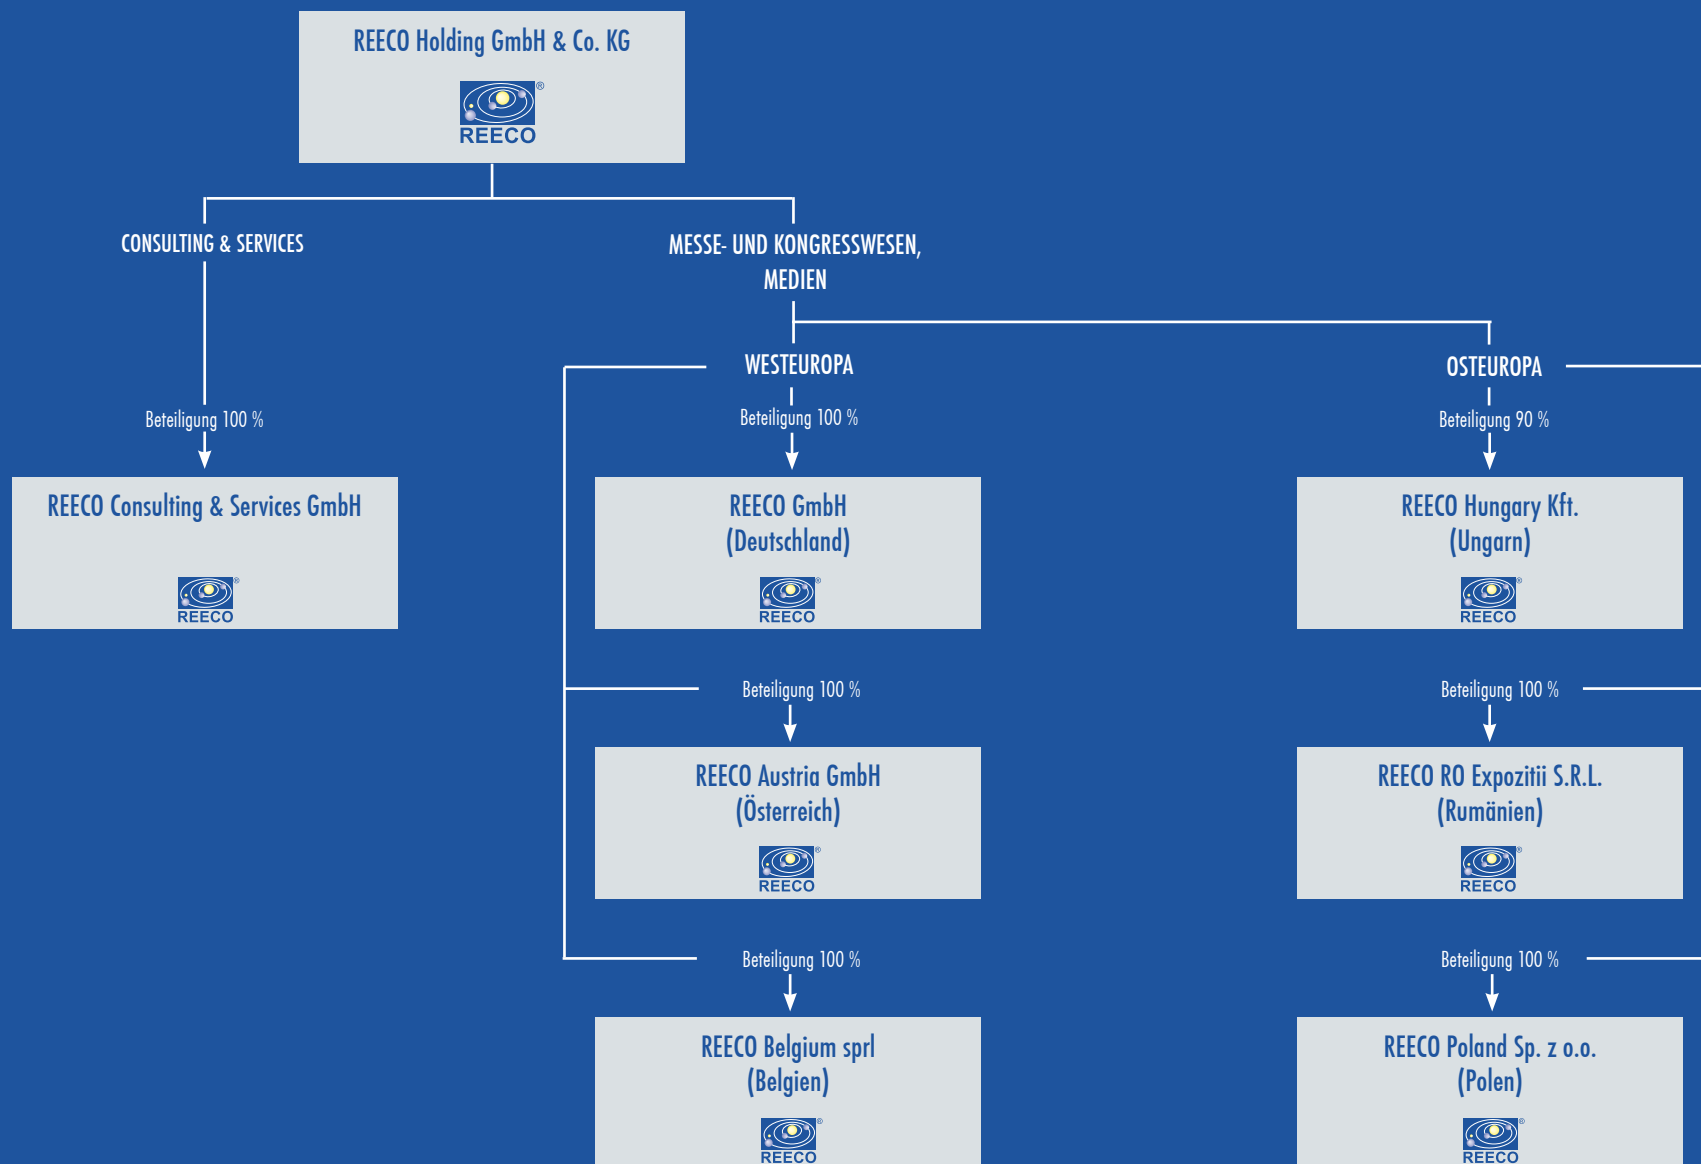 REECO Holding GmbH & Co. KG
®
REECO
CONSULTING & SERVICES
MESSE- UND KONGRESSWESEN,
MEDIEN
WESTEUROPA
OSTEUROPA
Beteiligung 100 %
Beteiligung 100 %
Beteiligung 90 %
REECO Consulting & Services GmbH
®
REECO
REECO GmbH
(Deutschland)
®
REECO
REECO Hungary Kft.
(Ungarn)
®
REECO
Beteiligung 100 %
Beteiligung 100 %
REECO Austria GmbH
(Österreich)
®
REECO
REECO RO Expozitii S.R.L.
(Rumänien)
®
REECO
Beteiligung 100 %
Beteiligung 100 %
REECO Belgium sprl
(Belgien)
®
REECO
REECO Poland Sp. z o.o.
(Polen)
®
REECO